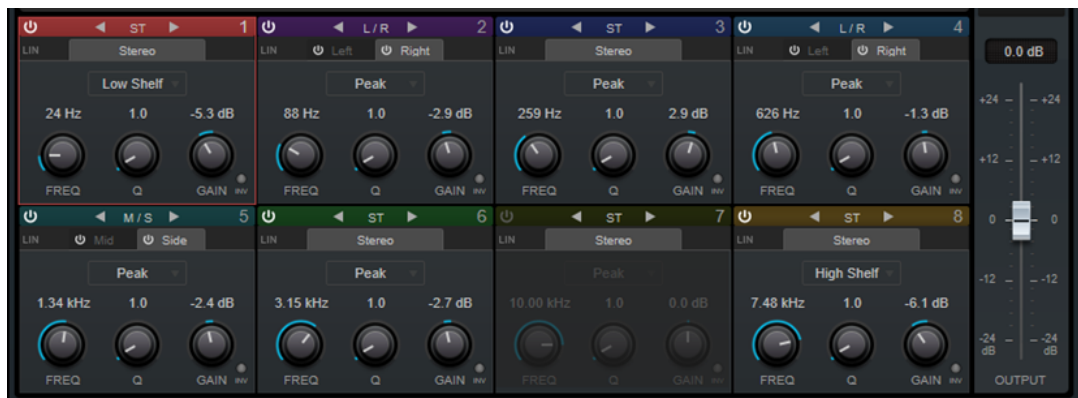 ST 1 L / R 2 ST 3 L / R 4
LIN Stereo LIN Left Right LIN Stereo LIN Left Right
0.0 dB
Low Shelf Peak Peak Peak
24 Hz 1.0 -5.3 dB 88 Hz 1.0 -2.9 dB 259 Hz 1.0 2.9 dB 626 Hz 1.0 -1.3 dB
+24 +24
+12 +12
FREQ Q GAIN INV FREQ Q GAIN INV FREQ Q GAIN INV FREQ Q GAIN INV
M / S 5 ST 6 ST 7 ST 8
0 0
LIN Mid Side LIN Stereo LIN Stereo LIN Stereo
Peak Peak Peak High Shelf
-12 -12
1.34 kHz 1.0 -2.4 dB 3.15 kHz 1.0 -2.7 dB 10.00 kHz 1.0 0.0 dB 7.48 kHz 1.0 -6.1 dB
-24 -24
dB dB
FREQ Q GAIN INV FREQ Q GAIN INV FREQ Q GAIN INV FREQ Q GAIN INV
OUTPUT